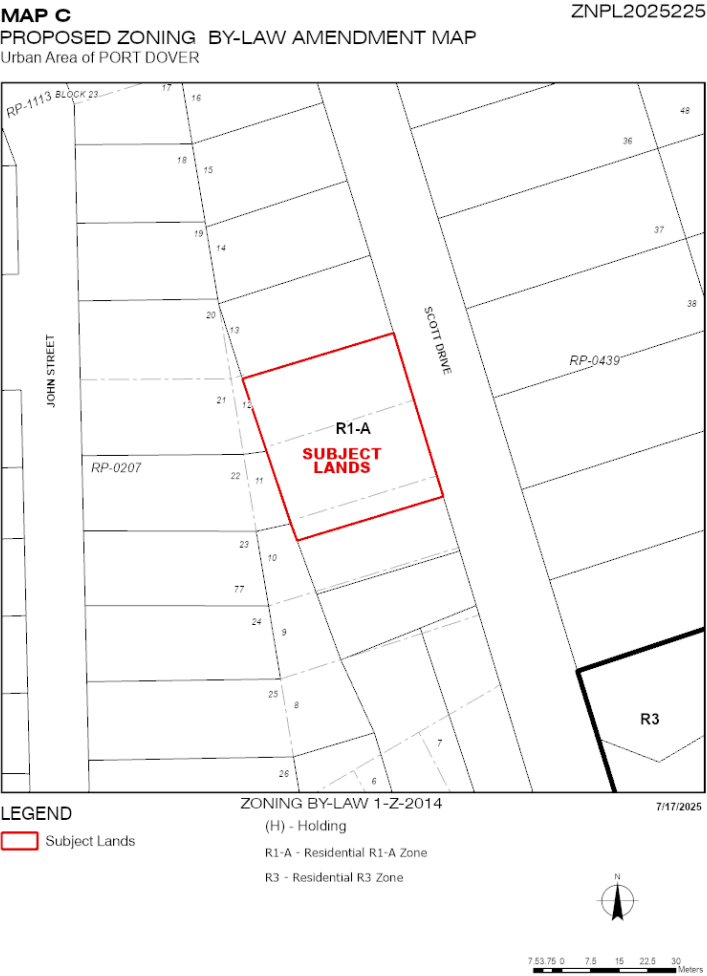 MAP C
ZNPL2025225
PROPOSED ZONING BY-LAW AMENDMENT MAP
Urban Area of PORT DOVER
RP-1113 BLOCK 23
17
16
48
36
18
15
19
14
37
20
13
38
SCOTT DRIVE
JOHN STREET
RP-0439
21
12
R1-A
SUBJECT
LANDS
RP-0207
22
11
23
10
77
24
9
25
8
R3
7
26
6
LEGEND
ZONING BY-LAW 1-Z-2014
7/17/2025
(H) - Holding
Subject Lands
R1-A - Residential R1-A Zone
R3 - Residential R3 Zone
N
7.53.75 0 7.5 15 22.5 30
Meters